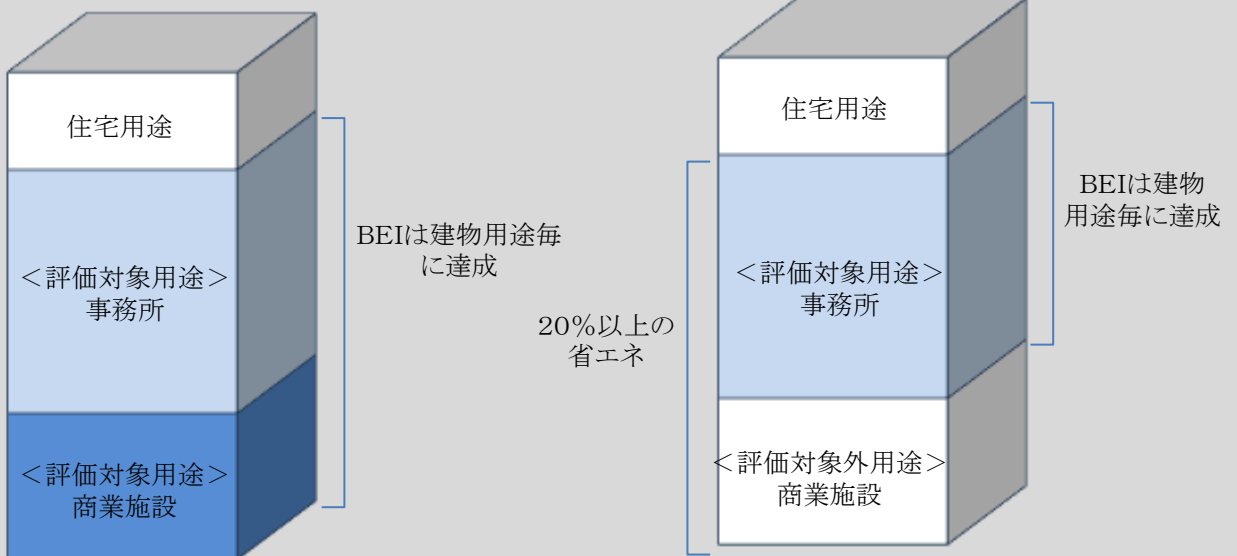 住宅用途
<評価対象用途>
事務所
<評価対象用途>
商業施設
BEIは建物用途毎
に達成
住宅用途
<評価対象用途>
事務所
<評価対象外用途>
商業施設
20%以上の
省エネ
BEIは建物
用途毎に達成